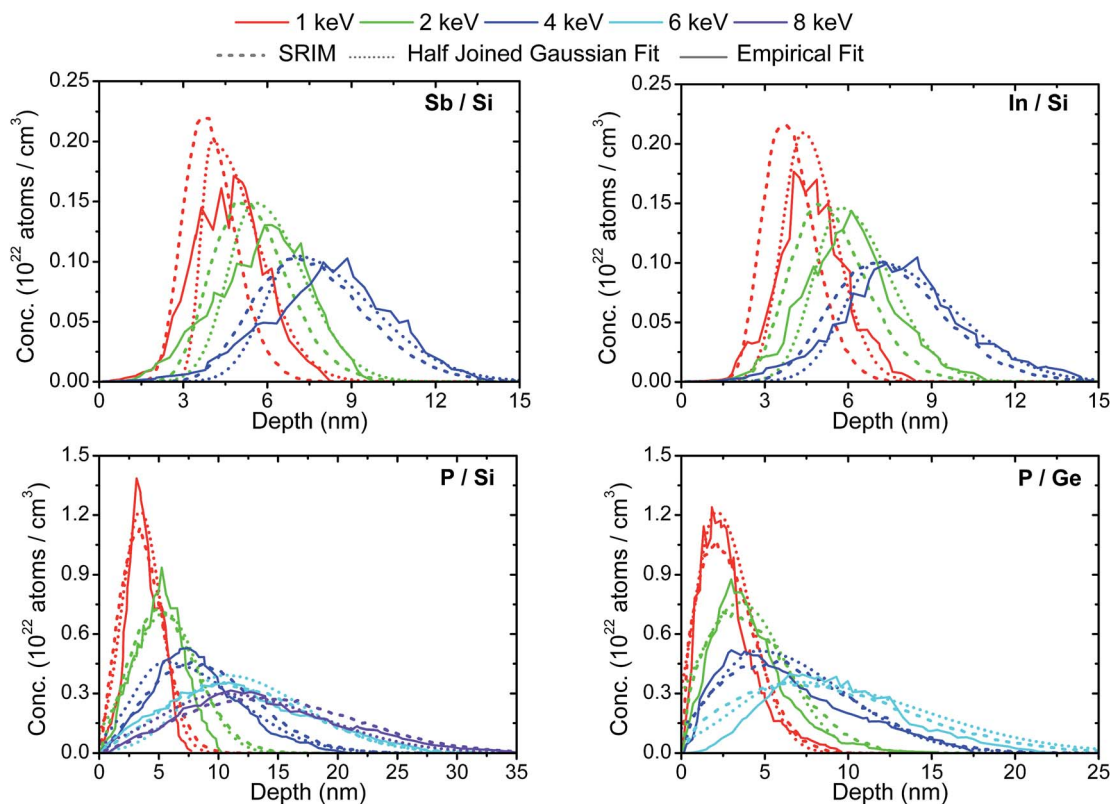 1 keV 2 keV 4 keV 6 keV 8 keV
SRIM Half Joined Gaussian Fit Empirical Fit
Sb / Si
Conc. (10²² atoms / cm³)
0.25
0.20
0.15
0.10
0.05
0.00
0 3 6 9 12 15
Depth (nm)
In / Si
Conc. (10²² atoms / cm³)
0.25
0.20
0.15
0.10
0.05
0.00
0 3 6 9 12 15
Depth (nm)
P / Si
Conc. (10²² atoms / cm³)
1.5
1.2
0.9
0.6
0.3
0.0
0 5 10 15 20 25 30 35
Depth (nm)
P / Ge
Conc. (10²² atoms / cm³)
1.5
1.2
0.9
0.6
0.3
0.0
0 5 10 15 20 25
Depth (nm)